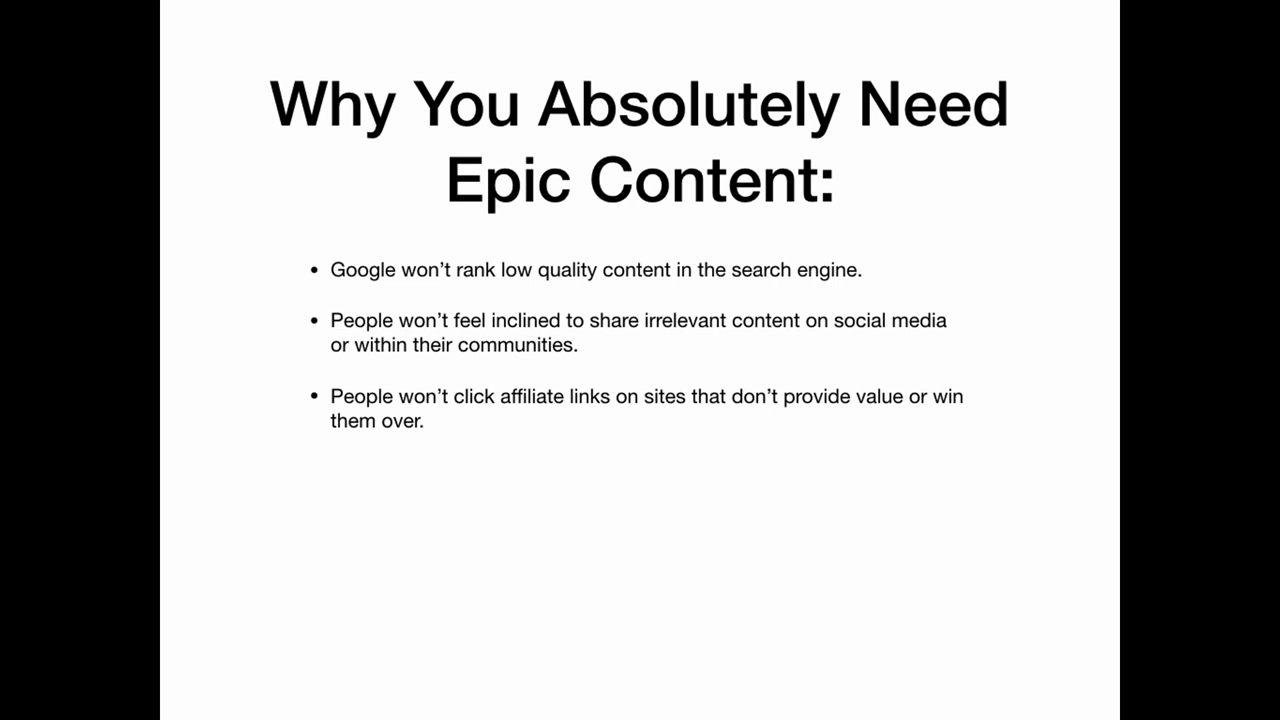 Why You Absolutely Need
Epic Content:
• Google won’t rank low quality content in the search engine.
• People won’t feel inclined to share irrelevant content on social media
or within their communities.
• People won’t click affiliate links on sites that don’t provide value or win
them over.